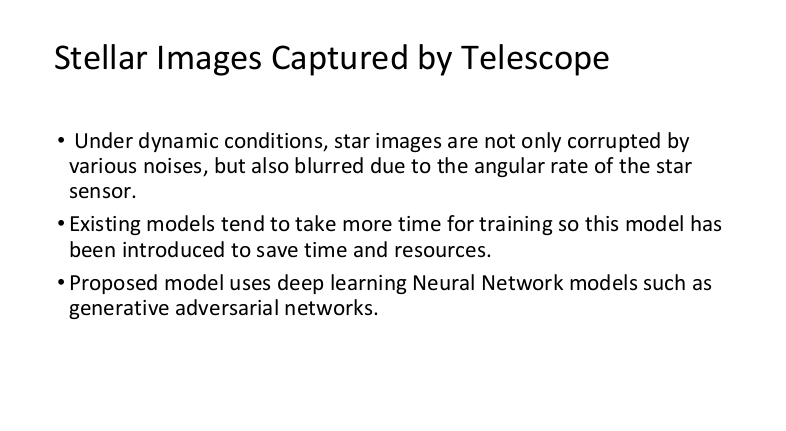 Stellar Images Captured by Telescope
• Under dynamic conditions, star images are not only corrupted by
various noises, but also blurred due to the angular rate of the star
sensor.
• Existing models tend to take more time for training so this model has
been introduced to save time and resources.
• Proposed model uses deep learning Neural Network models such as
generative adversarial networks.